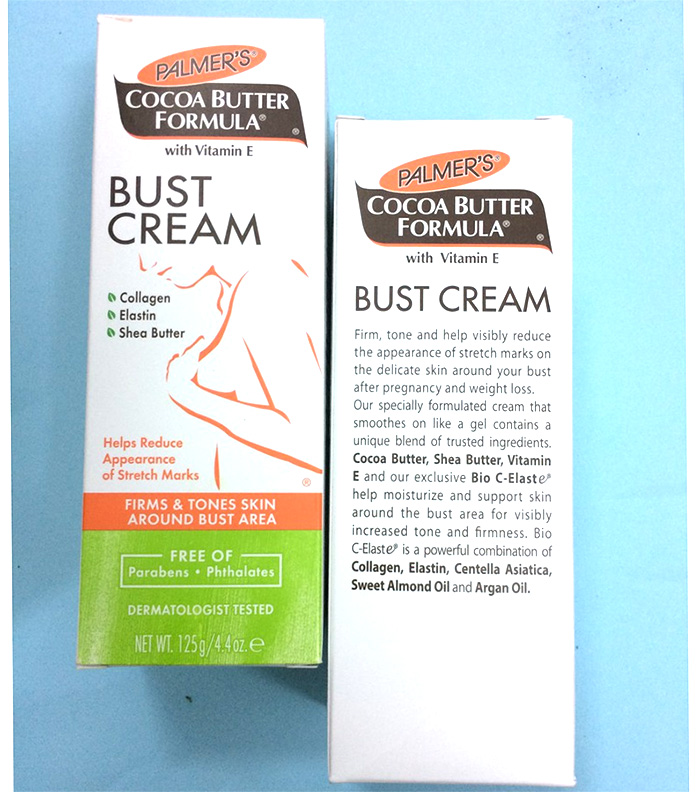 PALMER'S®
COCOA BUTTER
FORMULA®
®
with Vitamin E
BUST
CREAM
Collagen
Elastin
Shea Butter
Helps Reduce
Appearance
of Stretch Marks
®
FIRMS & TONES SKIN
AROUND BUST AREA
FREE OF
Parabens • Phthalates
DERMATOLOGIST TESTED
NET WT. 125g/4.4oz. ℮
PALMER'S®
COCOA BUTTER
FORMULA®
®
with Vitamin E
BUST CREAM
Firm, tone and help visibly reduce
the appearance of stretch marks on
the delicate skin around your bust
after pregnancy and weight loss.
Our specially formulated cream that
smoothes on like a gel contains a
unique blend of trusted ingredients.
Cocoa Butter, Shea Butter, Vitamin
E and our exclusive Bio C-Elaste®
help moisturize and support skin
around the bust area for visibly
increased tone and firmness. Bio
C-Elaste® is a powerful combination of
Collagen, Elastin, Centella Asiatica,
Sweet Almond Oil and Argan Oil.